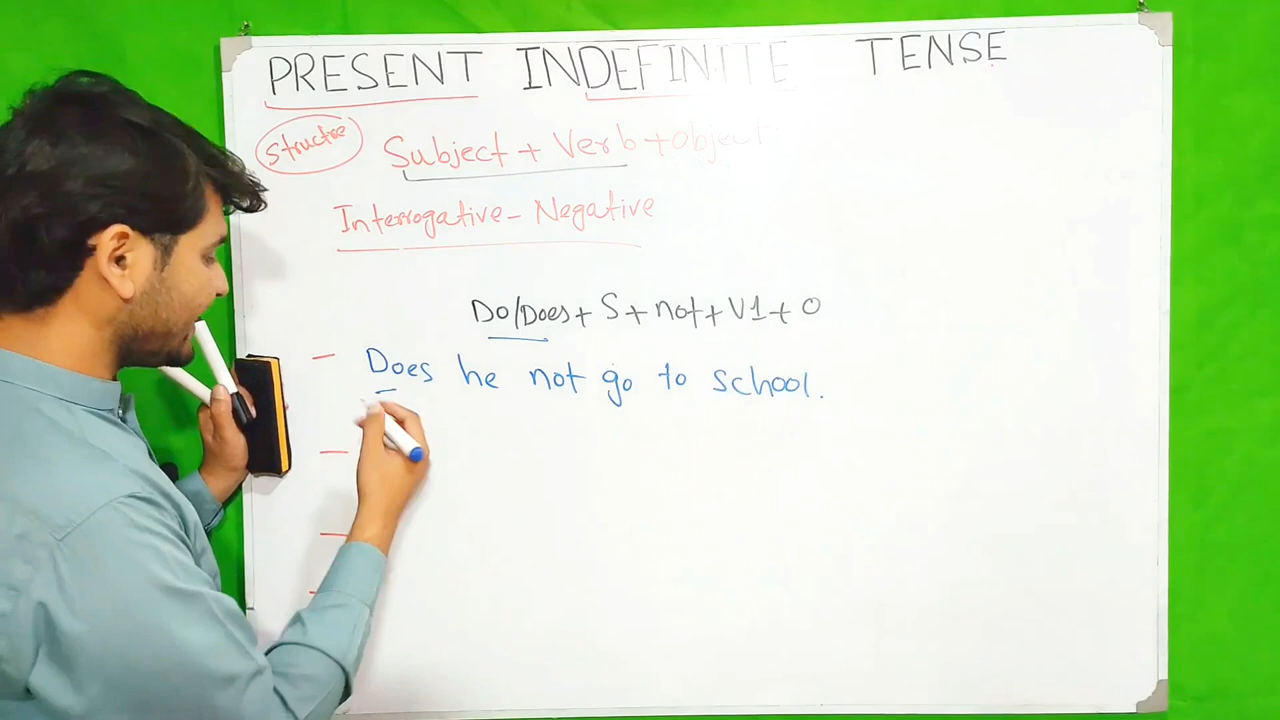 PRESENT INDEFINITE TENSE
Structre Subject + Verb + Object
Interrogative - Negative
Do/Does + S + not + V1 + O
Does he not go to school.